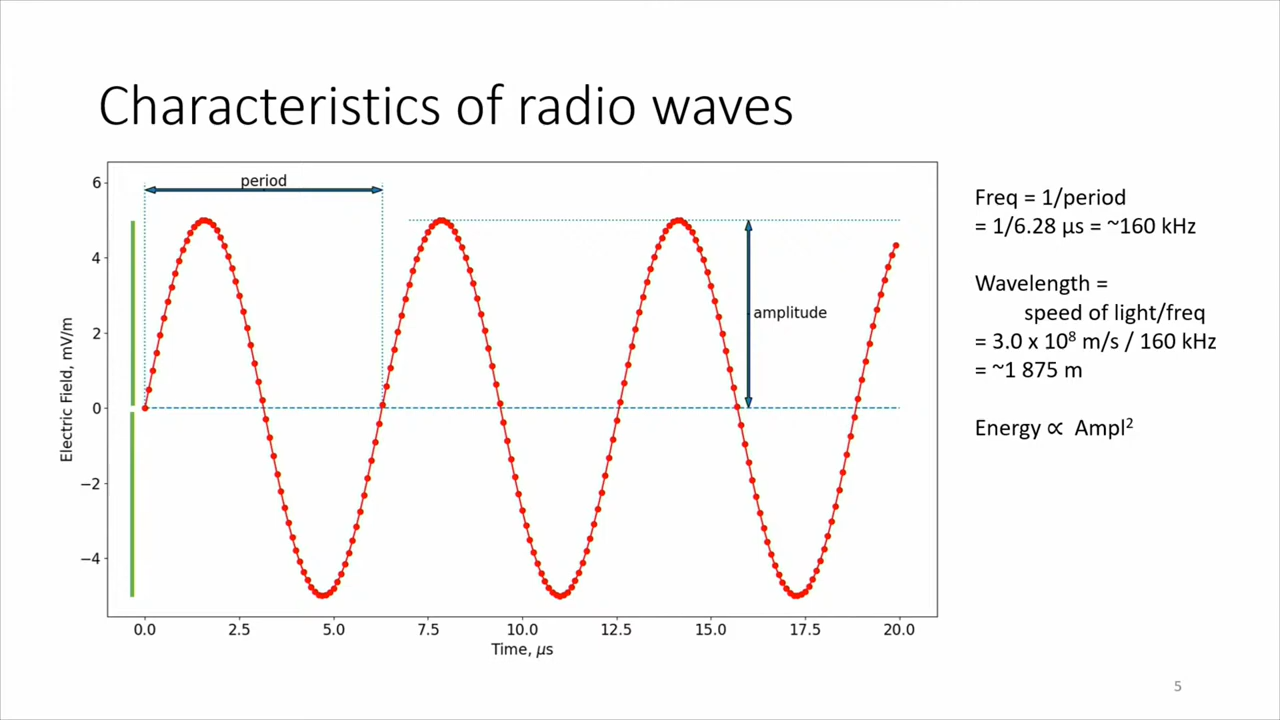 Characteristics of radio waves
period
amplitude
6
4
2
0
−2
−4
Electric Field, mV/m
0.0 2.5 5.0 7.5 10.0 12.5 15.0 17.5 20.0
Time, μs
Freq = 1/period
= 1/6.28 μs = ~160 kHz
Wavelength =
speed of light/freq
= 3.0 x 10⁸ m/s / 160 kHz
= ~1 875 m
Energy ∝ Ampl²
5